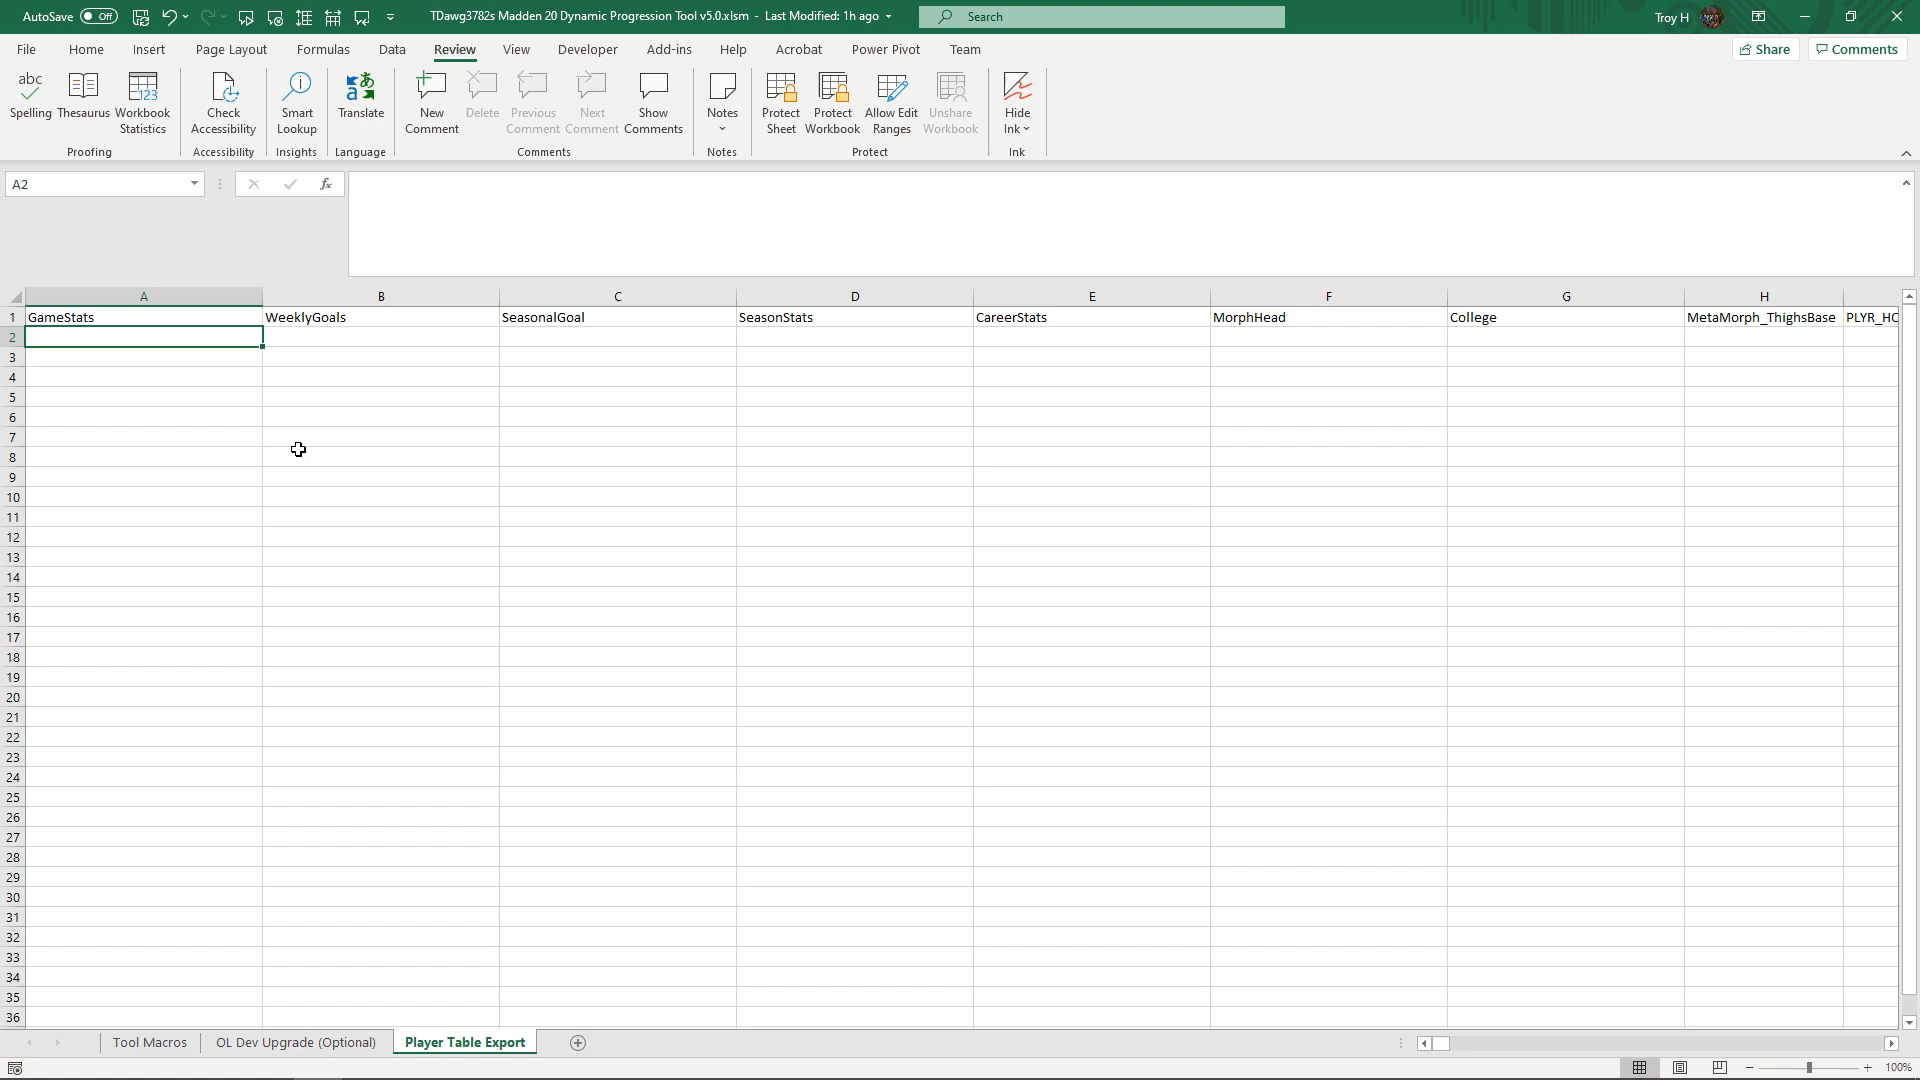 AutoSave Off TDawg3782s Madden 20 Dynamic Progression Tool v5.0.xlsm - Last Modified: 1h ago Search Troy H
File Home Insert Page Layout Formulas Data Review View Developer Add-ins Help Acrobat Power Pivot Team Share Comments
abc Spelling
Thesaurus
123 Workbook Statistics
Check Accessibility
Smart Lookup
Translate
New Comment
Delete
Previous Comment
Next Comment
Show Comments
Notes
Protect Sheet
Protect Workbook
Allow Edit Ranges
Unshare Workbook
Hide Ink
Proofing Accessibility Insights Language Comments Notes Protect Ink
A2 fx
A B C D E F G H
1 GameStats WeeklyGoals SeasonalGoal SeasonStats CareerStats MorphHead College MetaMorph_ThighsBase PLYR_HO
2
3
4
5
6
7
8
9
10
11
12
13
14
15
16
17
18
19
20
21
22
23
24
25
26
27
28
29
30
31
32
33
34
35
36
Tool Macros OL Dev Upgrade (Optional) Player Table Export
100%